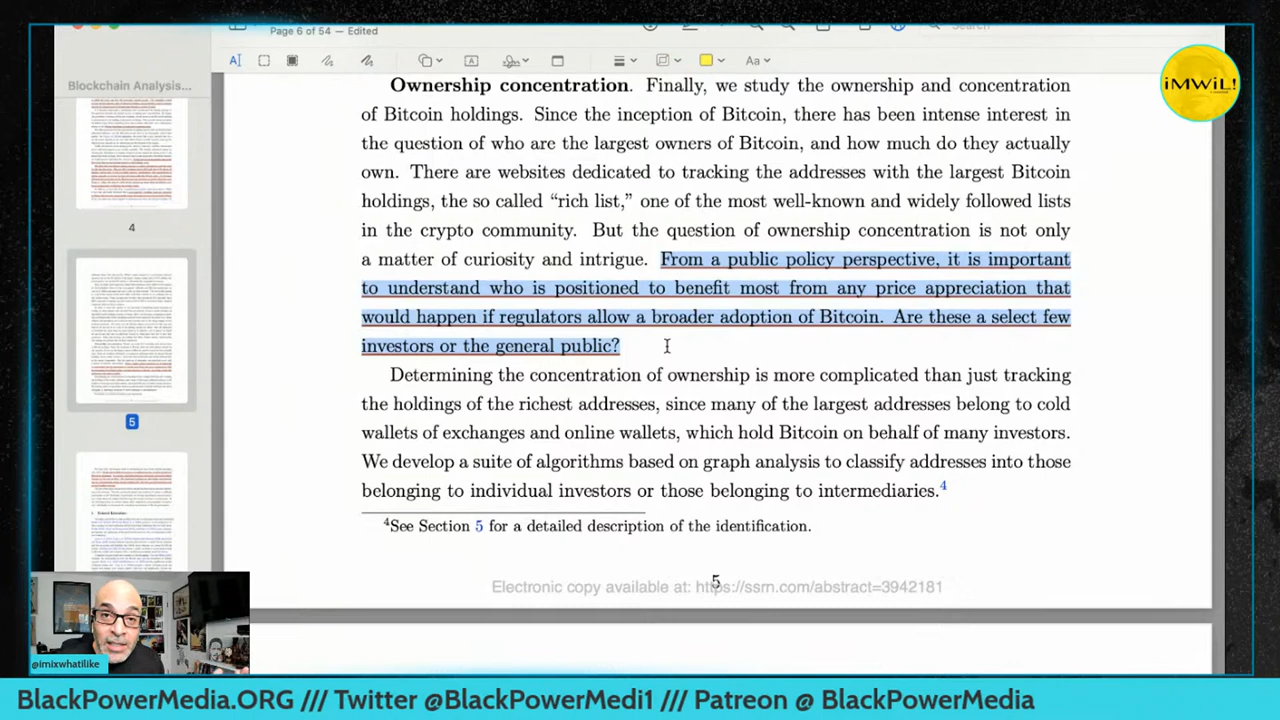 Page 6 of 54 — Edited
Search
Aa
Blockchain Analysis...
iMWiL!
4
5
Ownership concentration. Finally, we study the ownership and concentration
of Bitcoin holdings. Since the inception of Bitcoin, there has been intense interest in
the question of who are the largest owners of Bitcoin, and how much do they actually
own. There are websites dedicated to tracking the addresses with the largest Bitcoin
holdings, the so called “rich list,” one of the most well-known and widely followed lists
in the crypto community. But the question of ownership concentration is not only
a matter of curiosity and intrigue. From a public policy perspective, it is important
to understand who is positioned to benefit most from any price appreciation that
would happen if regulators allow a broader adoption of Bitcoin. Are these a select few
investors or the general public?
Determining the concentration of ownership is more complicated than just tracking
the holdings of the richest addresses, since many of the largest addresses belong to cold
wallets of exchanges and online wallets, which hold Bitcoin on behalf of many investors.
We develop a suite of algorithms based on graph analysis to classify addresses into those
belonging to individual investors or those belonging to intermediaries.4
4See Section 5 for a detailed description of the identification.
5
Electronic copy available at: https://ssrn.com/abstract=3942181
@imixwhatilike
BlackPowerMedia.ORG /// Twitter @BlackPowerMedi1 /// Patreon @ BlackPowerMedia